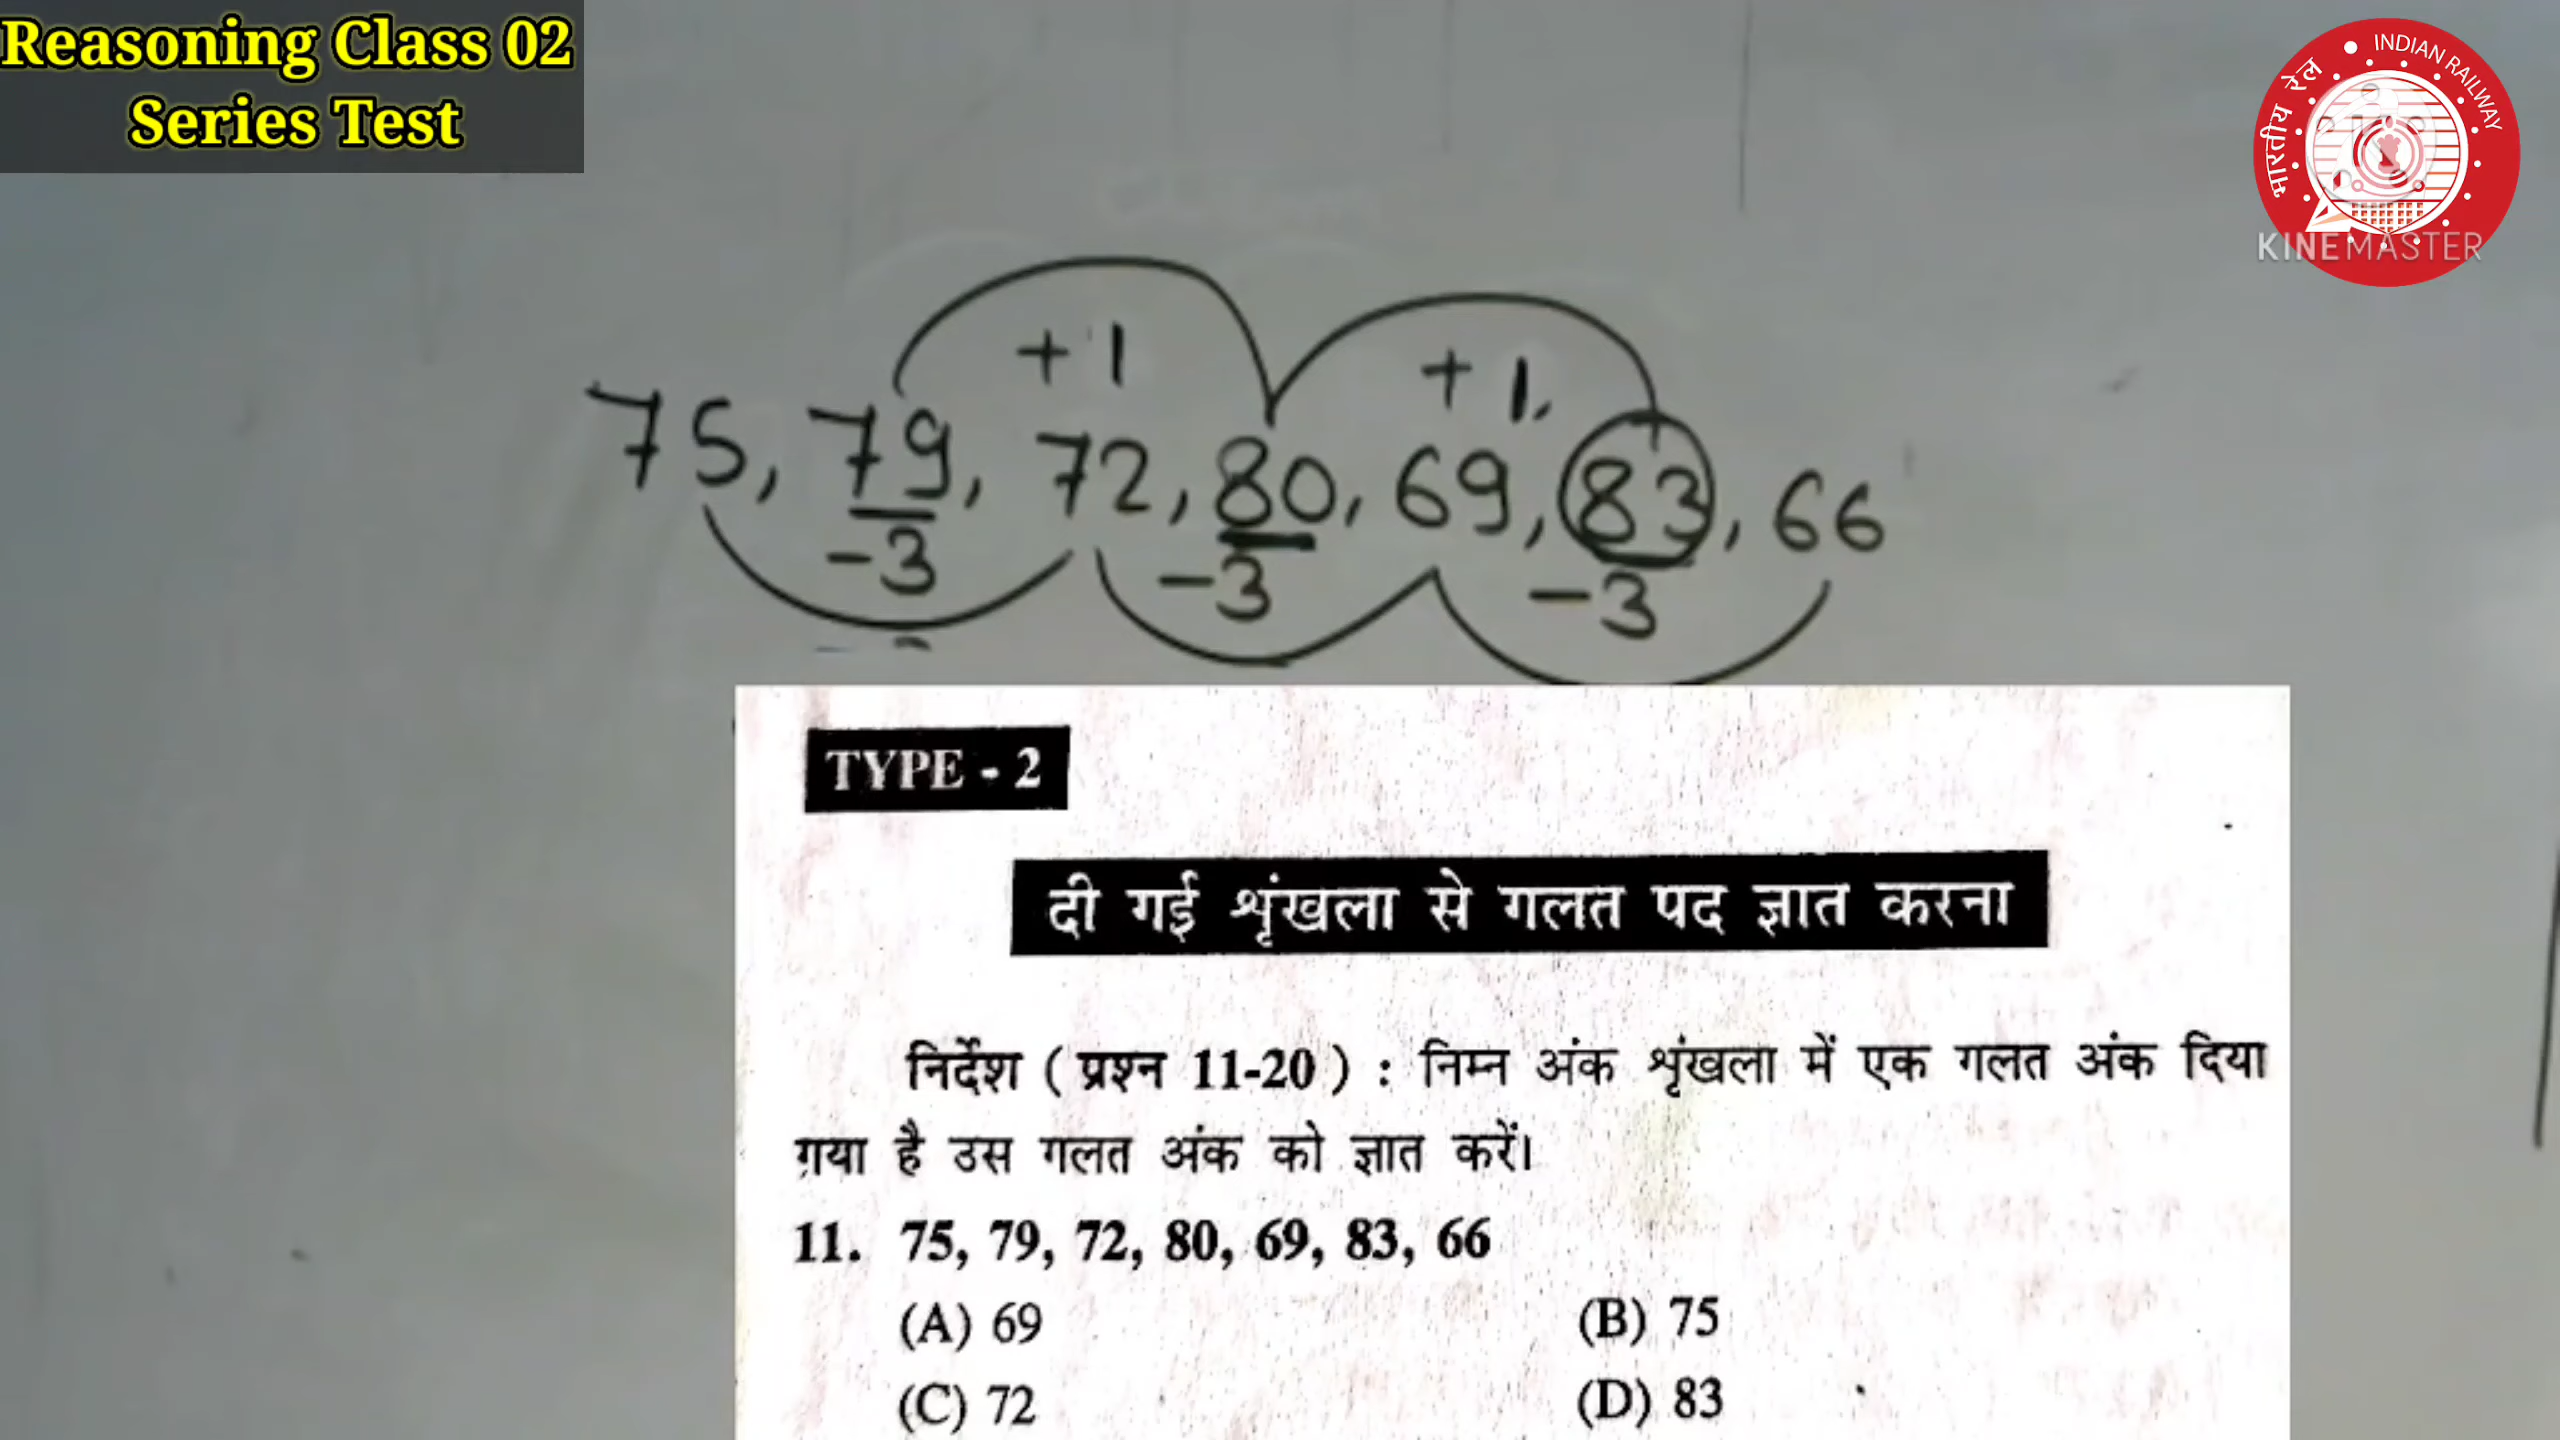 Reasoning Class 02
Series Test
भारतीय रेल
INDIAN RAILWAY
KINEMASTER
+1
+1.
75, 79, 72, 80, 69, 83, 66
-3
-3
-3
TYPE - 2
दी गई शृंखला से गलत पद ज्ञात करना
निर्देश ( प्रश्न 11-20 ) : निम्न अंक शृंखला में एक गलत अंक दिया
गया है उस गलत अंक को ज्ञात करें।
11. 75, 79, 72, 80, 69, 83, 66
(A) 69
(B) 75
(C) 72
(D) 83